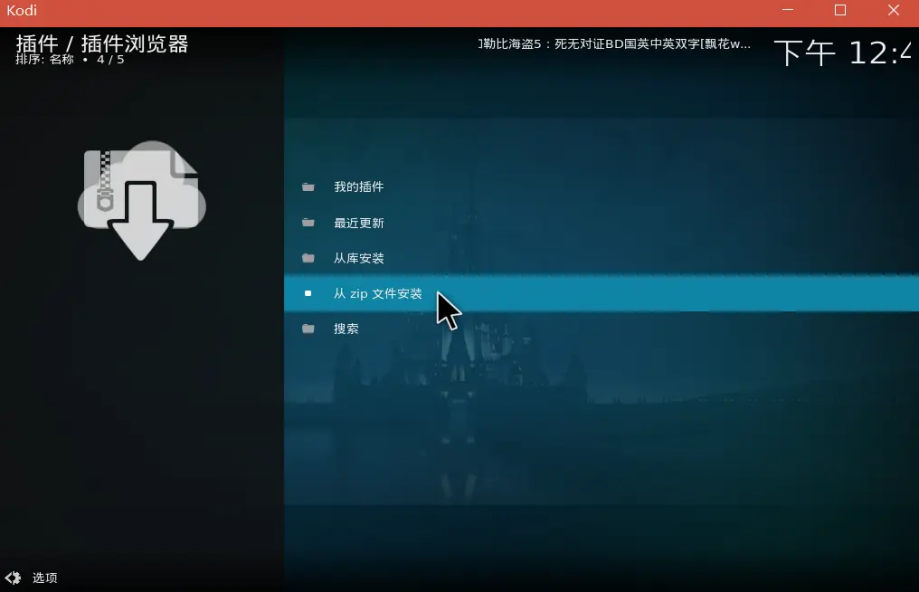 Kodi
插件 / 插件浏览器
排序: 名称 • 4 / 5
勒比海盗5：死无对证BD国英中英双字[飘花w...
下午 12:4
我的插件
最近更新
从库安装
从 zip 文件安装
搜索
选项